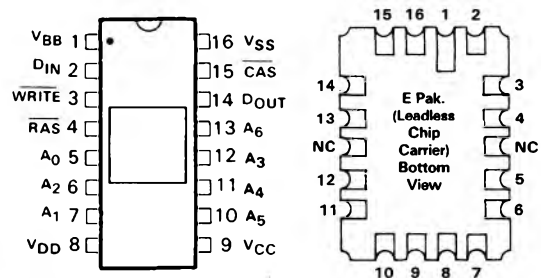 VBB 1 16 VSS
DIN 2 15 CAS
WRITE 3 14 DOUT
RAS 4 13 A6
A0 5 12 A3
A2 6 11 A4
A1 7 10 A5
VDD 8 9 VCC
15 16 1 2
14 3
13 4
NC NC
12 5
11 6
E Pak.
(Leadless
Chip
Carrier)
Bottom
View
10 9 8 7